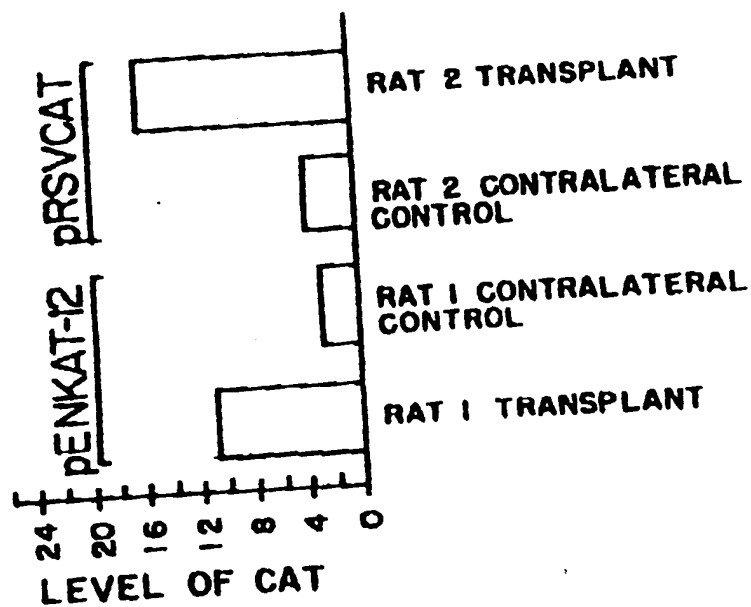 pRSVCAT
RAT 2 TRANSPLANT
RAT 2 CONTRALATERAL
CONTROL
pENKAT-12
RAT 1 CONTRALATERAL
CONTROL
RAT 1 TRANSPLANT
24 20 16 12 8 4 0
LEVEL OF CAT